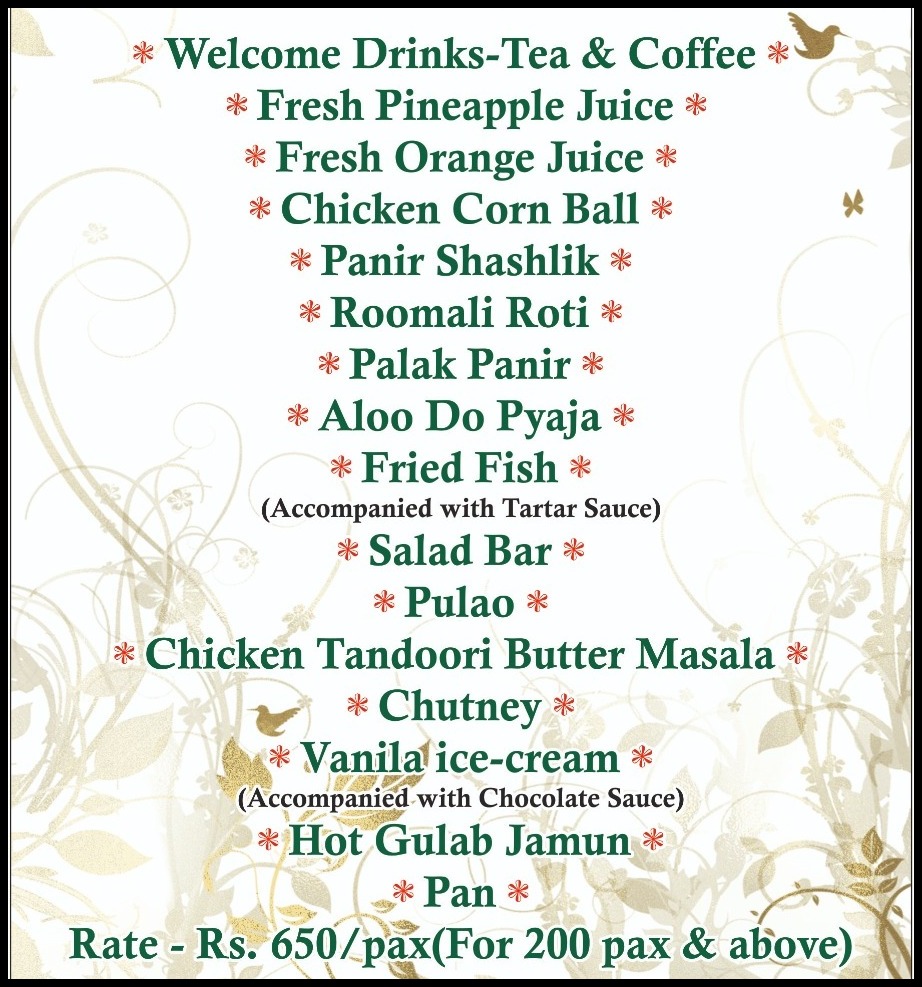 * Welcome Drinks-Tea & Coffee *
* Fresh Pineapple Juice *
* Fresh Orange Juice *
* Chicken Corn Ball *
* Panir Shashlik *
* Roomali Roti *
* Palak Panir *
* Aloo Do Pyaja *
* Fried Fish *
(Accompanied with Tartar Sauce)
* Salad Bar *
* Pulao *
* Chicken Tandoori Butter Masala *
* Chutney *
* Vanila ice-cream *
(Accompanied with Chocolate Sauce)
* Hot Gulab Jamun *
* Pan *
Rate - Rs. 650/pax(For 200 pax & above)